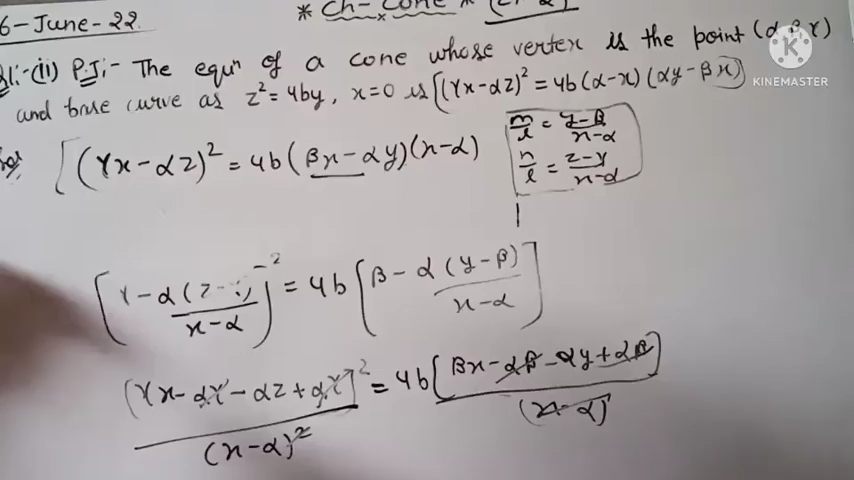 6-June-22
* Ch- Cone *
Q1:-(ii) P.T:- The equⁿ of a cone whose vertex is the point (α, β, γ)
and base curve as z² = 4by, x=0 is [(γx-αz)² = 4b(α-x)(αy-βx)]
[(γx-αz)² = 4b(βx-αy)(x-α)
m/l = y-β/x-α
n/l = z-γ/x-α
[γ-α(z- )/x-α]² = 4b[β-α(y-β)/x-α]
[γx-αγ-αz+αγ]²/(x-α)² = 4b[βx-αβ-αy+αβ]/(x-α)
KINEMASTER